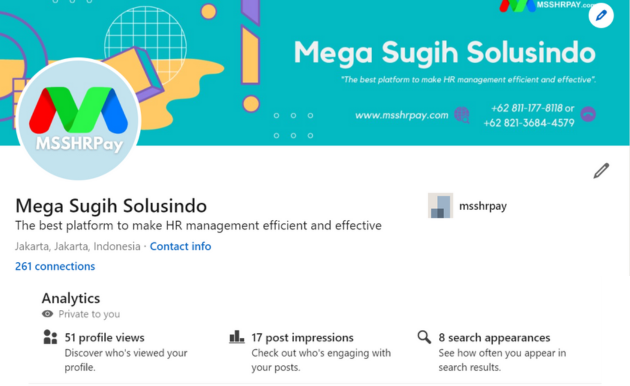 MSSHRPAY.com
Mega Sugih Solusindo
"The best platform to make HR management efficient and effective".
www.msshrpay.com
+62 811-177-8118 or
+62 821-3684-4579
MSSHRPay
Mega Sugih Solusindo
msshrpay
The best platform to make HR management efficient and effective
Jakarta, Jakarta, Indonesia · Contact info
261 connections
Analytics
Private to you
51 profile views
Discover who's viewed your
profile.
17 post impressions
Check out who's engaging with
your posts.
8 search appearances
See how often you appear in
search results.